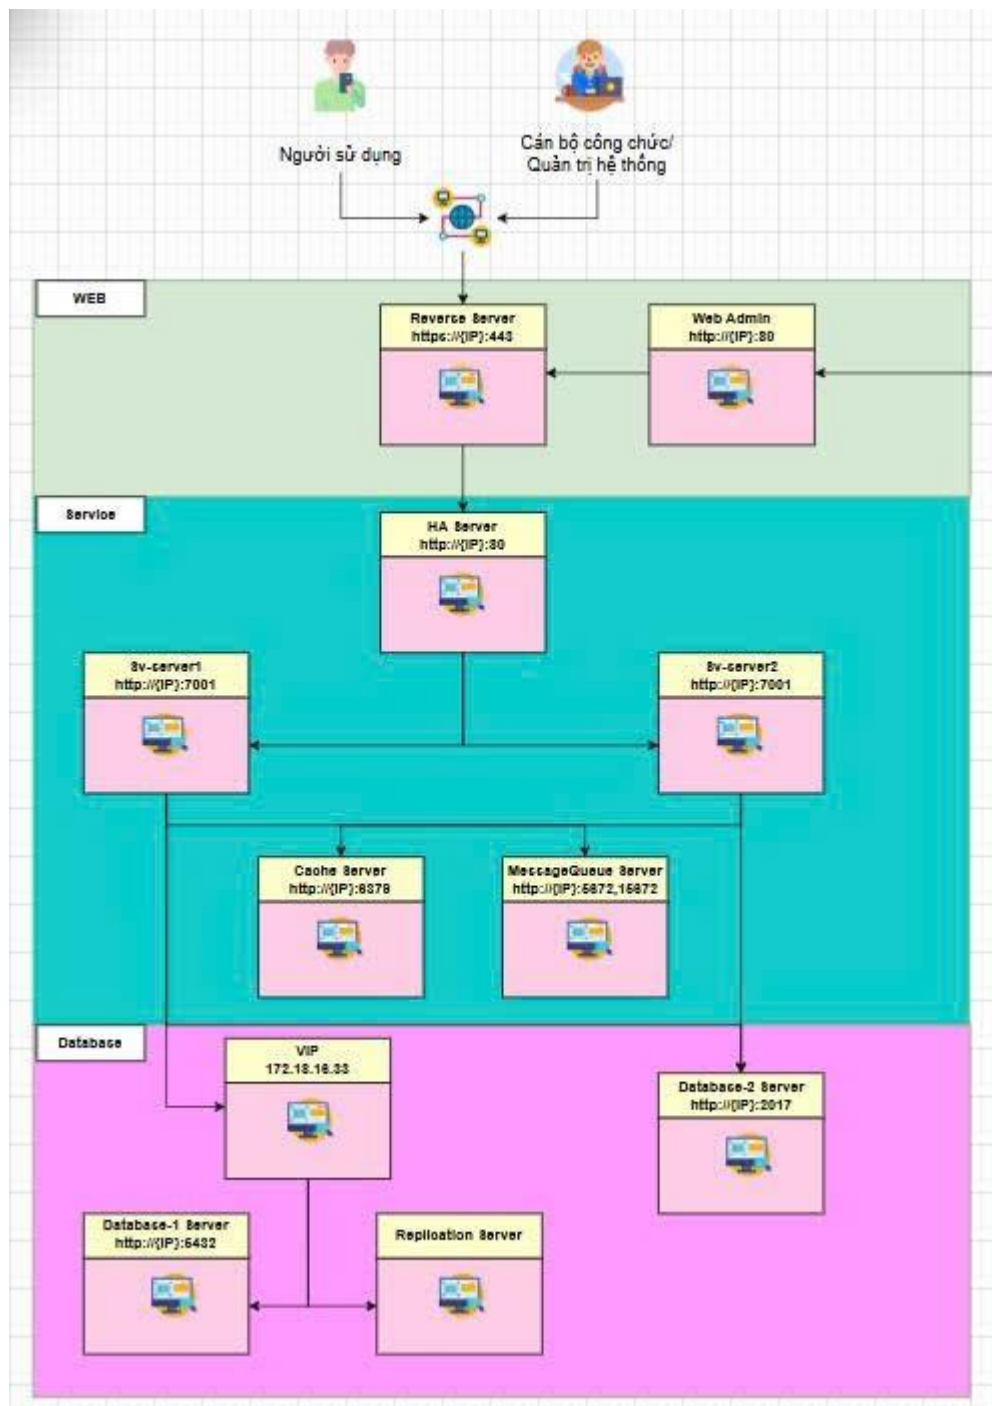 Người sử dụng
Cán bộ công chức/
Quản trị hệ thống
WEB
Reverse Server
https://{IP}:443
Web Admin
http://{IP}:80
Service
HA Server
http://{IP}:80
Sv-server1
http://{IP}:7001
Sv-server2
http://{IP}:7001
Cache Server
http://{IP}:6379
MessageQueue Server
http://{IP}:5672,15672
Database
VIP
172.18.16.33
Database-2 Server
http://{IP}:2017
Database-1 Server
http://{IP}:5432
Replication Server